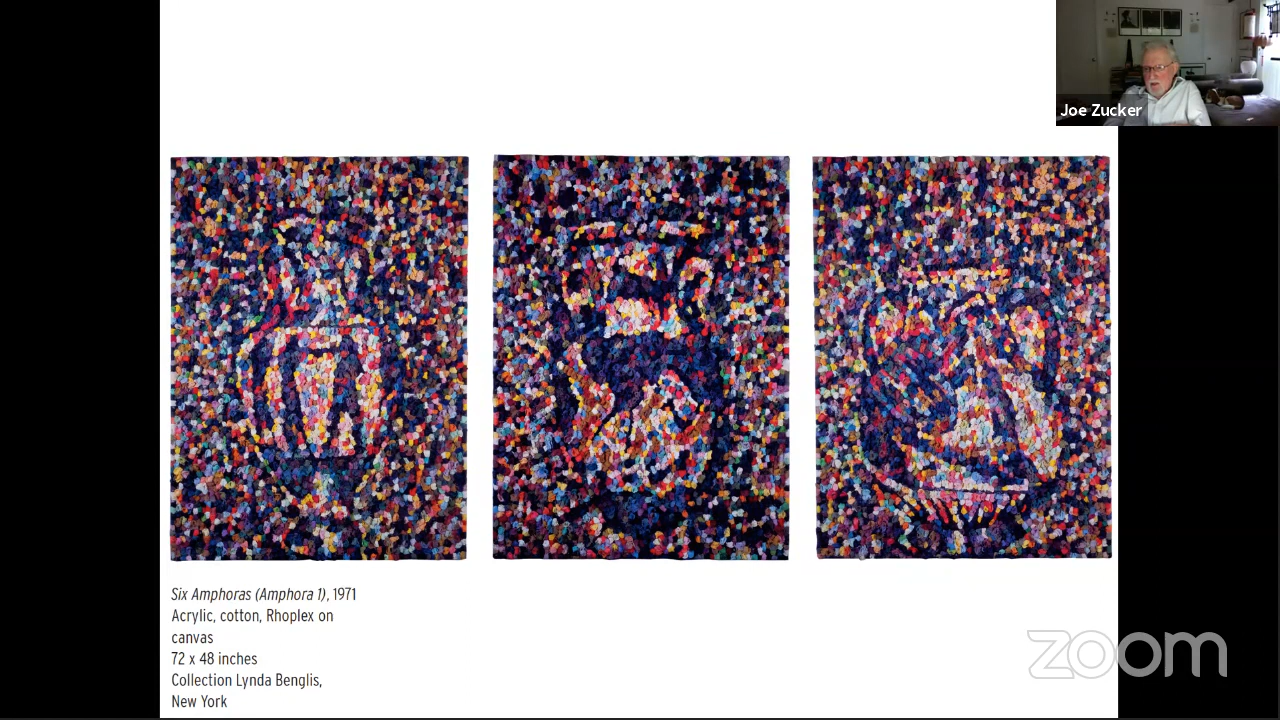 Joe Zucker
Six Amphoras (Amphora 1), 1971
Acrylic, cotton, Rhoplex on
canvas
72 x 48 inches
Collection Lynda Benglis,
New York
zoom